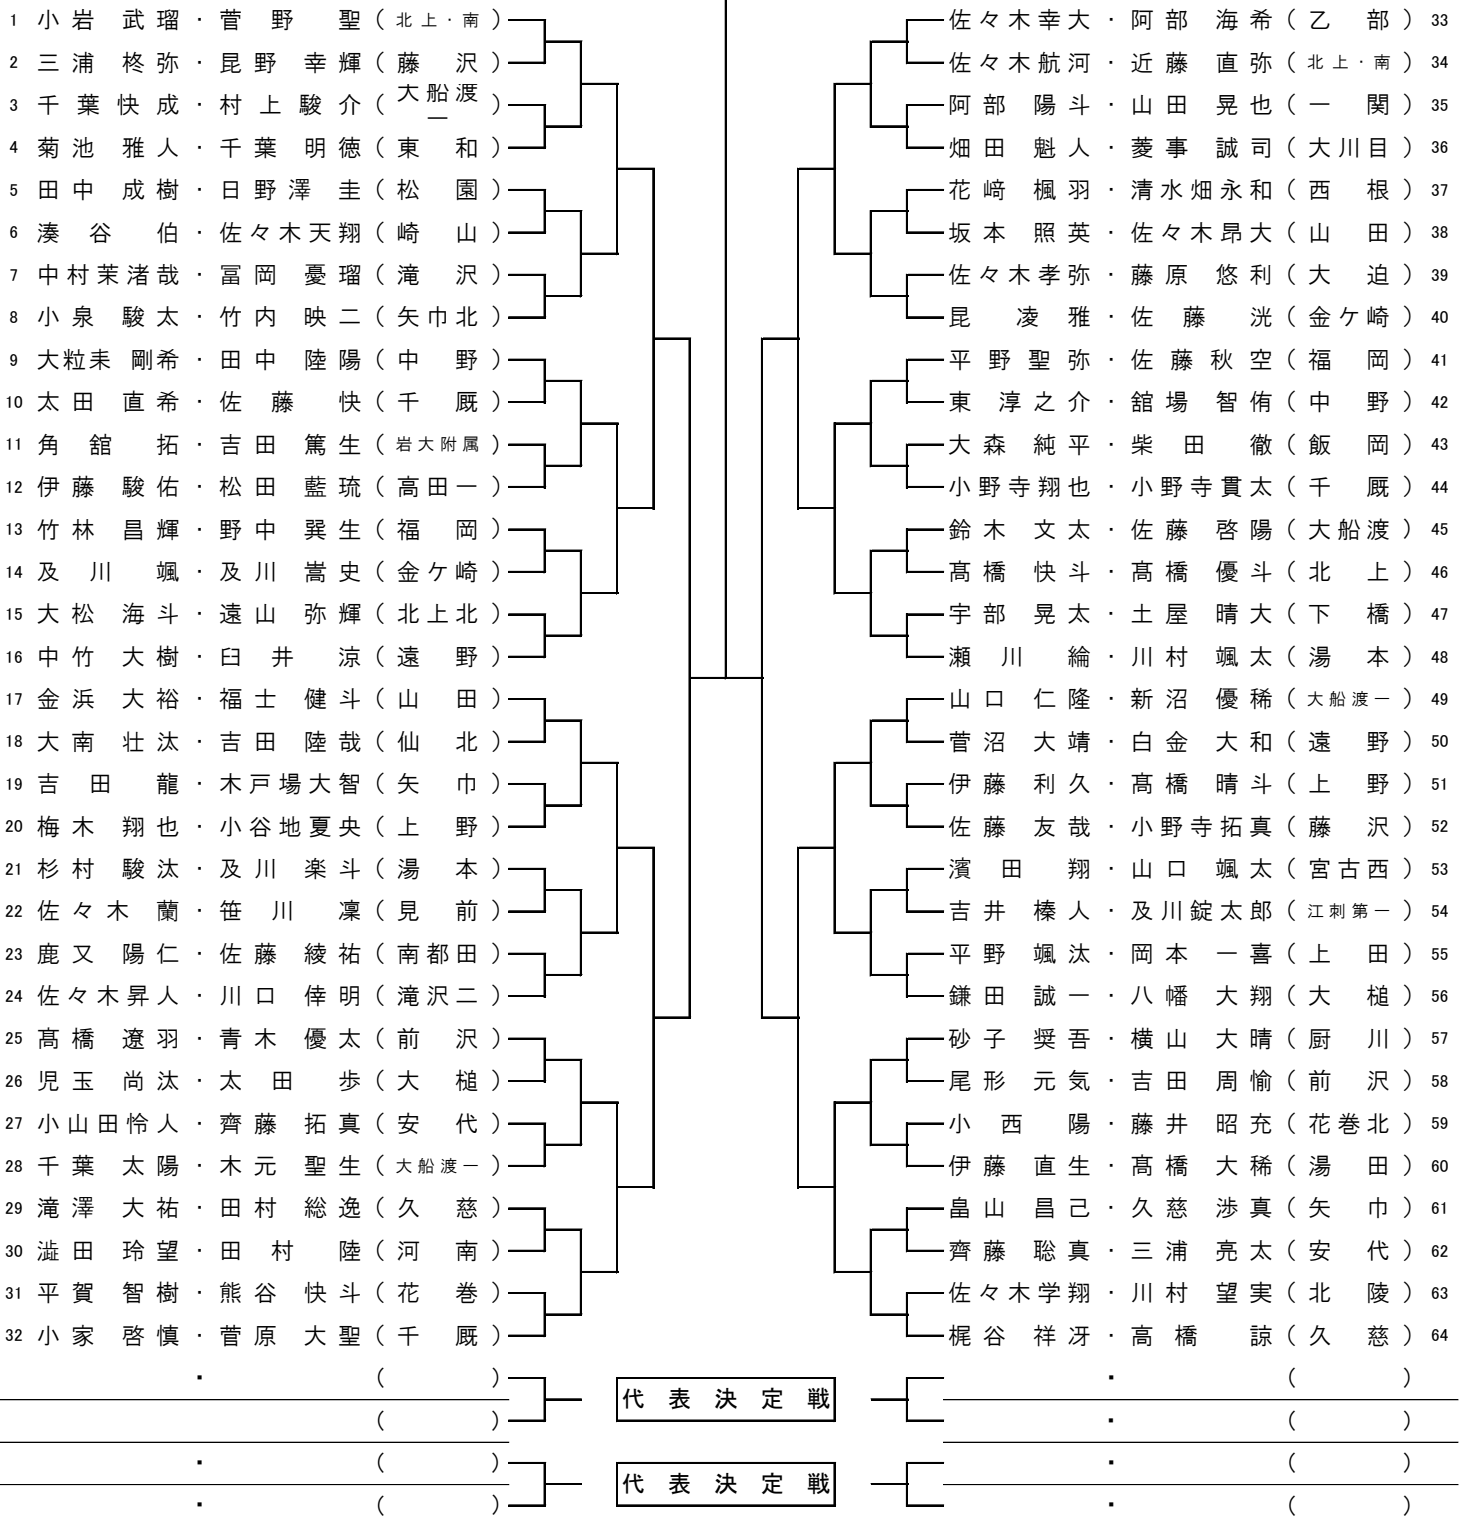 1 小岩 武瑠・菅野 聖（北上・南）
2 三浦 柊弥・昆野 幸輝（藤沢）
3 千葉快成・村上駿介（大船渡一）
4 菊池 雅人・千葉 明徳（東和）
5 田中 成樹・日野澤 圭（松園）
6 湊谷 伯・佐々木天翔（崎山）
7 中村茉渚哉・冨岡 憂瑠（滝沢）
8 小泉 駿太・竹内 映二（矢巾北）
9 大粒耒 剛希・田中 陸陽（中野）
10 太田 直希・佐藤 快（千厩）
11 角舘 拓・吉田 篤生（岩大附属）
12 伊藤 駿佑・松田 藍琉（高田一）
13 竹林 昌輝・野中 巽生（福岡）
14 及川 颯・及川 嵩史（金ケ崎）
15 大松 海斗・遠山 弥輝（北上北）
16 中竹 大樹・臼井 涼（遠野）
17 金浜 大裕・福士 健斗（山田）
18 大南 壮汰・吉田 陸哉（仙北）
19 吉田 龍・木戸場大智（矢巾）
20 梅木 翔也・小谷地夏央（上野）
21 杉村 駿汰・及川 楽斗（湯本）
22 佐々木 蘭・笹川 凜（見前）
23 鹿又 陽仁・佐藤 綾祐（南都田）
24 佐々木昇人・川口 倖明（滝沢二）
25 髙橋 遼羽・青木 優太（前沢）
26 児玉 尚汰・太田 歩（大槌）
27 小山田怜人・齊藤 拓真（安代）
28 千葉 太陽・木元 聖生（大船渡一）
29 滝澤 大祐・田村 総逸（久慈）
30 澁田 玲望・田村 陸（河南）
31 平賀 智樹・熊谷 快斗（花巻）
32 小家 啓慎・菅原 大聖（千厩）
・（ ）
（ ）
・（ ）
・（ ）
代表決定戦
代表決定戦
佐々木幸大・阿部 海希（乙部）33
佐々木航河・近藤 直弥（北上・南）34
阿部 陽斗・山田 晃也（一関）35
畑田 魁人・菱事 誠司（大川目）36
花﨑 楓羽・清水畑永和（西根）37
坂本 照英・佐々木昂大（山田）38
佐々木孝弥・藤原 悠利（大迫）39
昆 凌雅・佐藤 洸（金ケ崎）40
平野聖弥・佐藤秋空（福岡）41
東 淳之介・舘場 智侑（中野）42
大森純平・柴田 徹（飯岡）43
小野寺翔也・小野寺貫太（千厩）44
鈴木 文太・佐藤 啓陽（大船渡）45
髙橋 快斗・髙橋 優斗（北上）46
宇部 晃太・土屋 晴大（下橋）47
瀬川 綸・川村 颯太（湯本）48
山口 仁隆・新沼 優稀（大船渡一）49
菅沼 大靖・白金 大和（遠野）50
伊藤 利久・髙橋 晴斗（上野）51
佐藤 友哉・小野寺拓真（藤沢）52
濱田 翔・山口 颯太（宮古西）53
吉井 榛人・及川錠太郎（江刺第一）54
平野 颯汰・岡本 一喜（上田）55
鎌田 誠一・八幡 大翔（大槌）56
砂子 奨吾・横山 大晴（厨川）57
尾形 元気・吉田 周愉（前沢）58
小西 陽・藤井 昭充（花巻北）59
伊藤 直生・髙橋 大稀（湯田）60
畠山 昌己・久慈 渉真（矢巾）61
齊藤 聡真・三浦 亮太（安代）62
佐々木学翔・川村 望実（北陵）63
梶谷 祥冴・高橋 諒（久慈）64
・（ ）
・（ ）
・（ ）
・（ ）